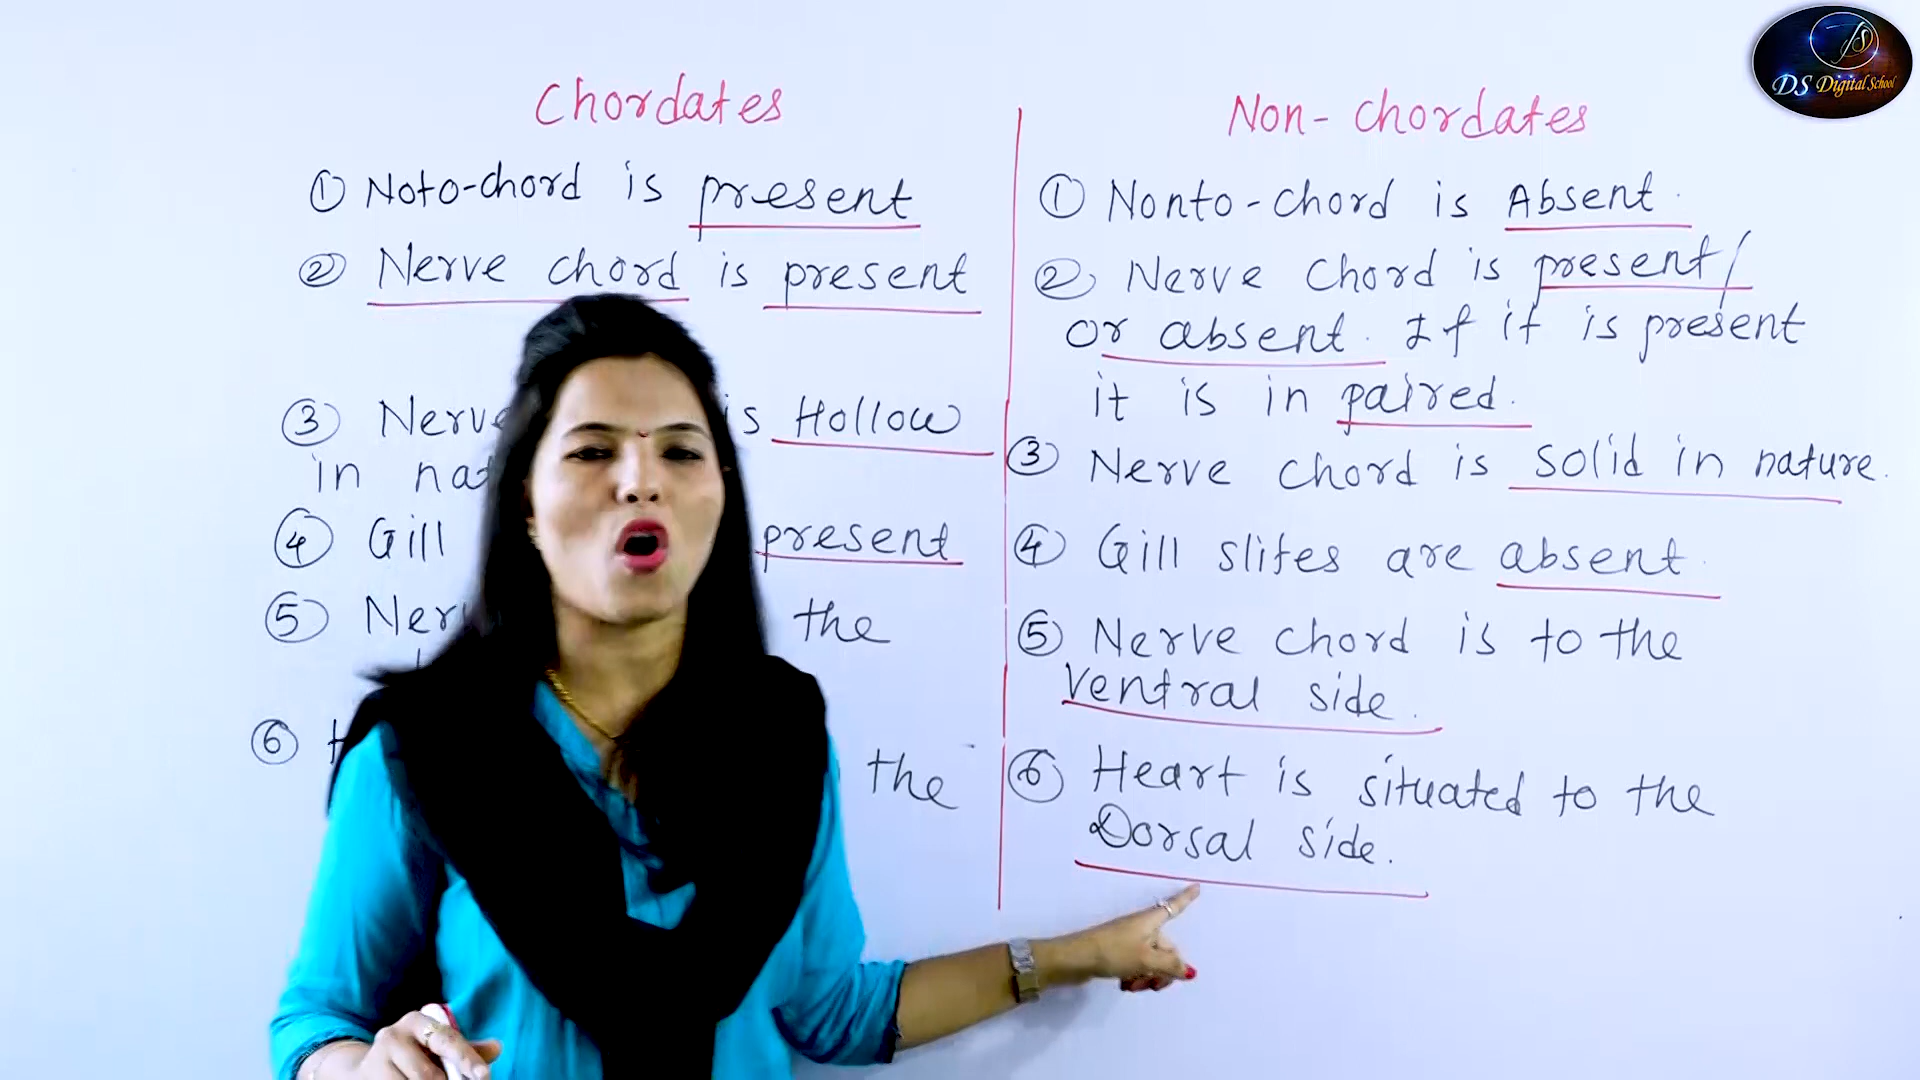 Chordates
① Noto-chord is present
② Nerve chord is present
③ is Hollow
in
④ Gill present
⑤ the
⑥ the
Non- chordates
① Nonto-chord is Absent.
② Nerve chord is present/
or absent. If it is present
it is in paired.
③ Nerve chord is solid in nature.
④ Gill slites are absent.
⑤ Nerve chord is to the
Ventral side.
⑥ Heart is situated to the
Dorsal side.
DS Digital School